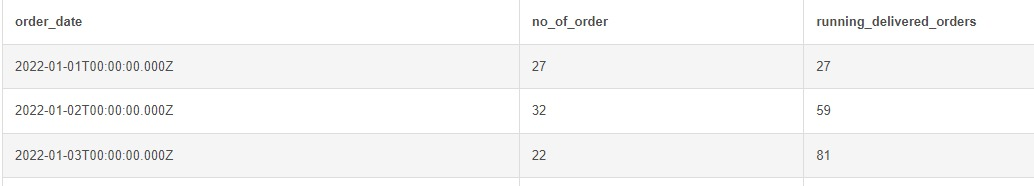 order_date no_of_order running_delivered_orders
2022-01-01T00:00:00.000Z 27 27
2022-01-02T00:00:00.000Z 32 59
2022-01-03T00:00:00.000Z 22 81